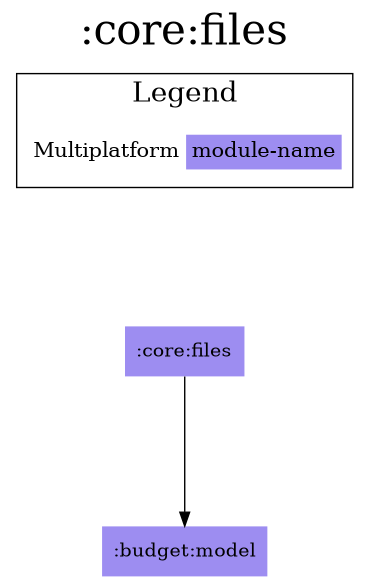 :core:files
Legend
Multiplatform module-name
:core:files
:budget:model